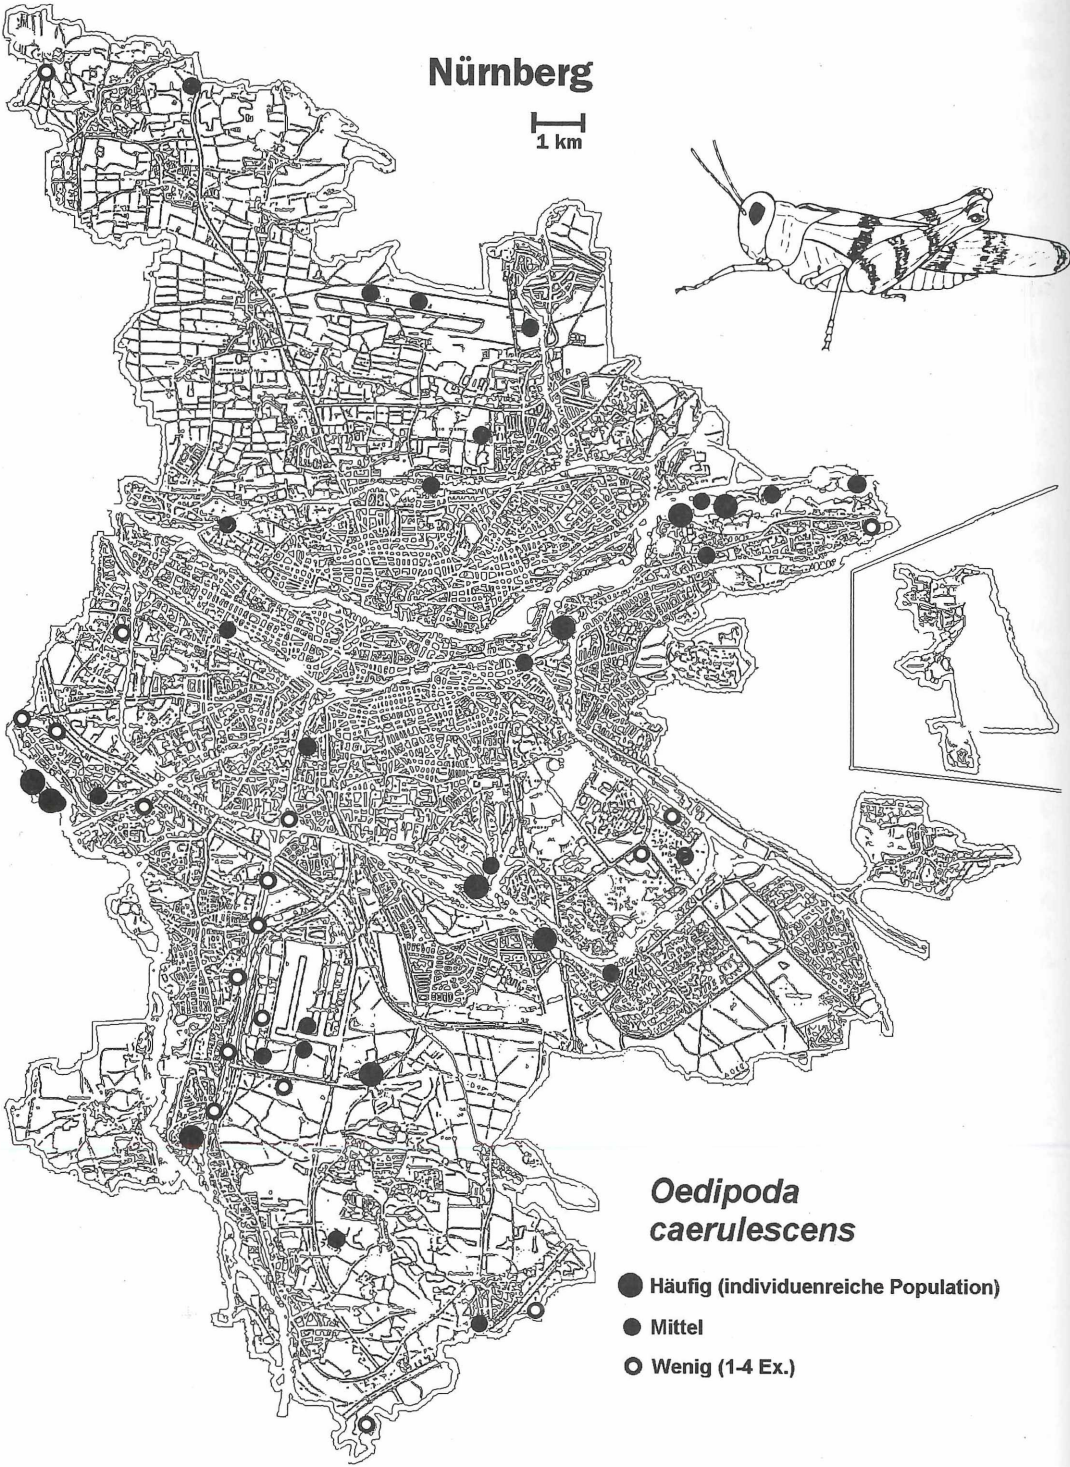 Nürnberg
1 km
Oedipoda
caerulescens
Häufig (individuenreiche Population)
Mittel
Wenig (1-4 Ex.)